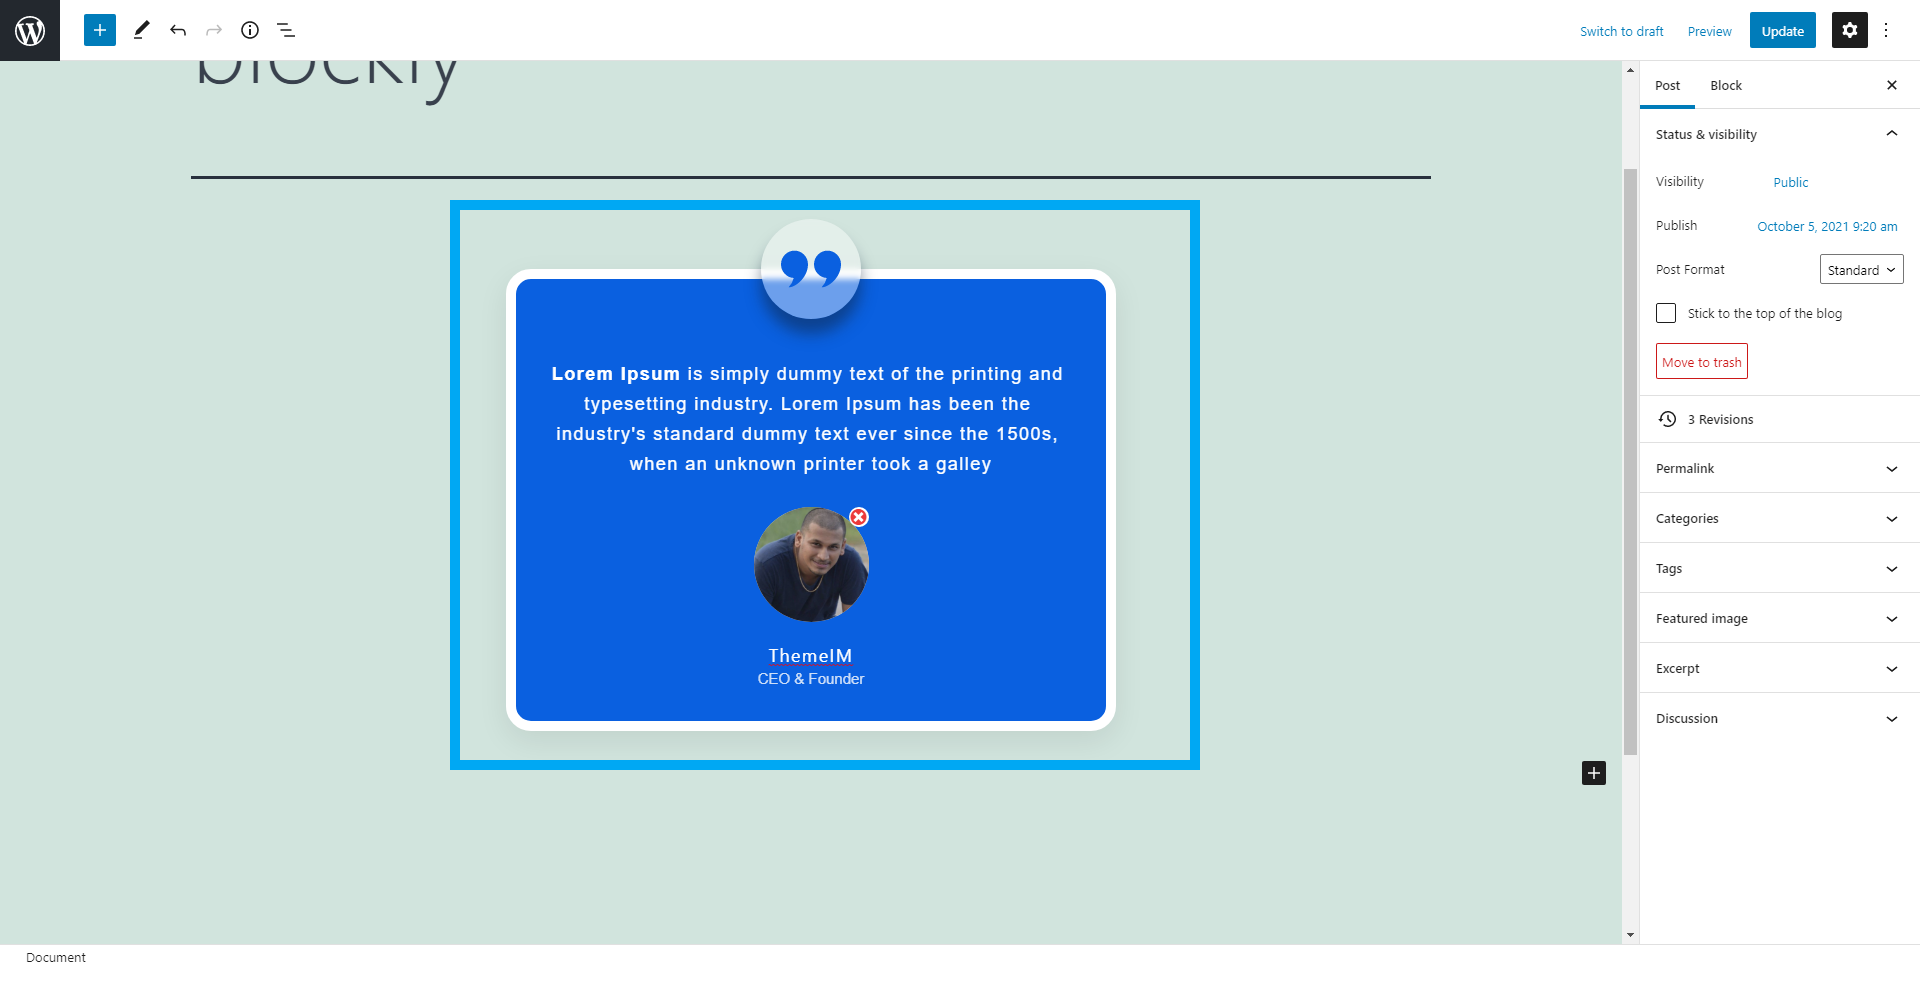 Switch to draft
Preview
Update
blockly
Post
Block
Status & visibility
Visibility
Public
Publish
October 5, 2021 9:20 am
Post Format
Standard
Stick to the top of the blog
Move to trash
3 Revisions
Permalink
Categories
Tags
Featured image
Excerpt
Discussion
Lorem Ipsum is simply dummy text of the printing and
typesetting industry. Lorem Ipsum has been the
industry's standard dummy text ever since the 1500s,
when an unknown printer took a galley
ThemeIM
CEO & Founder
Document